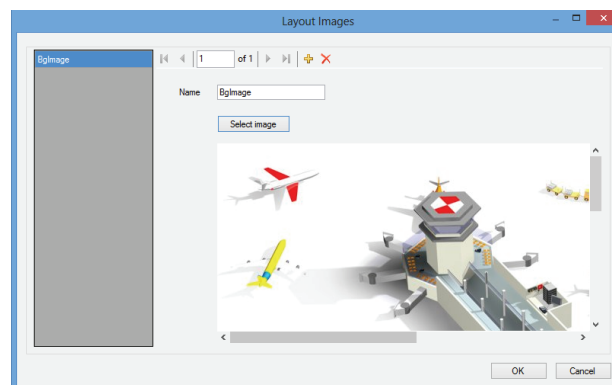 Layout Images
BgImage
1 of 1
Name BgImage
Select image
OK Cancel